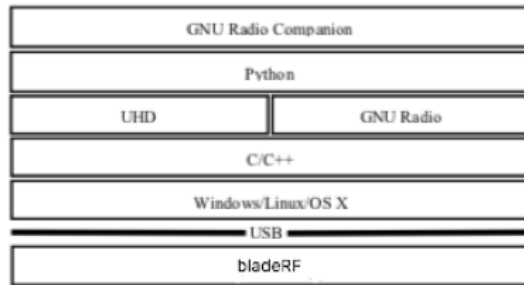 GNU Radio Companion
Python
UHD GNU Radio
C/C++
Windows/Linux/OS X
USB
bladeRF